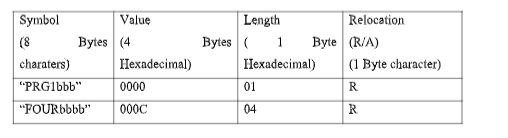 Symbol Value Length Relocation
(8 Bytes (4 Bytes ( 1 Byte (R/A)
charaters) Hexadecimal) Hexadecimal) (1 Byte character)
“PRG1bbb” 0000 01 R
“FOURbbbb” 000C 04 R